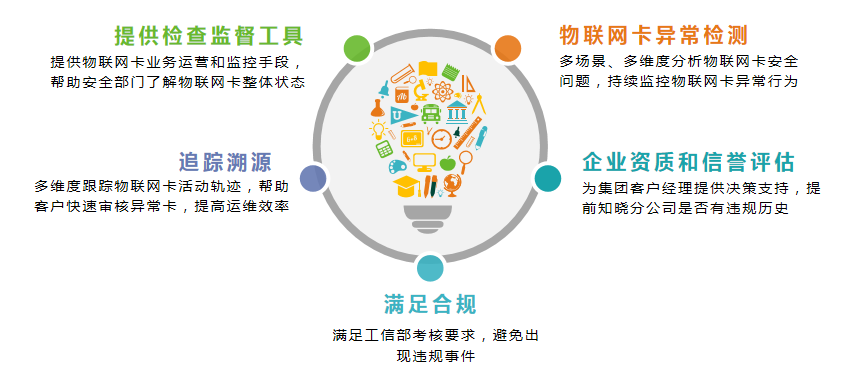 提供检查监督工具
提供物联网卡业务运营和监控手段，
帮助安全部门了解物联网卡整体状态
物联网卡异常检测
多场景、多维度分析物联网卡安全
问题，持续监控物联网卡异常行为
追踪溯源
多维度跟踪物联网卡活动轨迹，帮助
客户快速审核异常卡，提高运维效率
企业资质和信誉评估
为集团客户经理提供决策支持，提
前知晓分公司是否有违规历史
满足合规
满足工信部考核要求，避免出
现违规事件